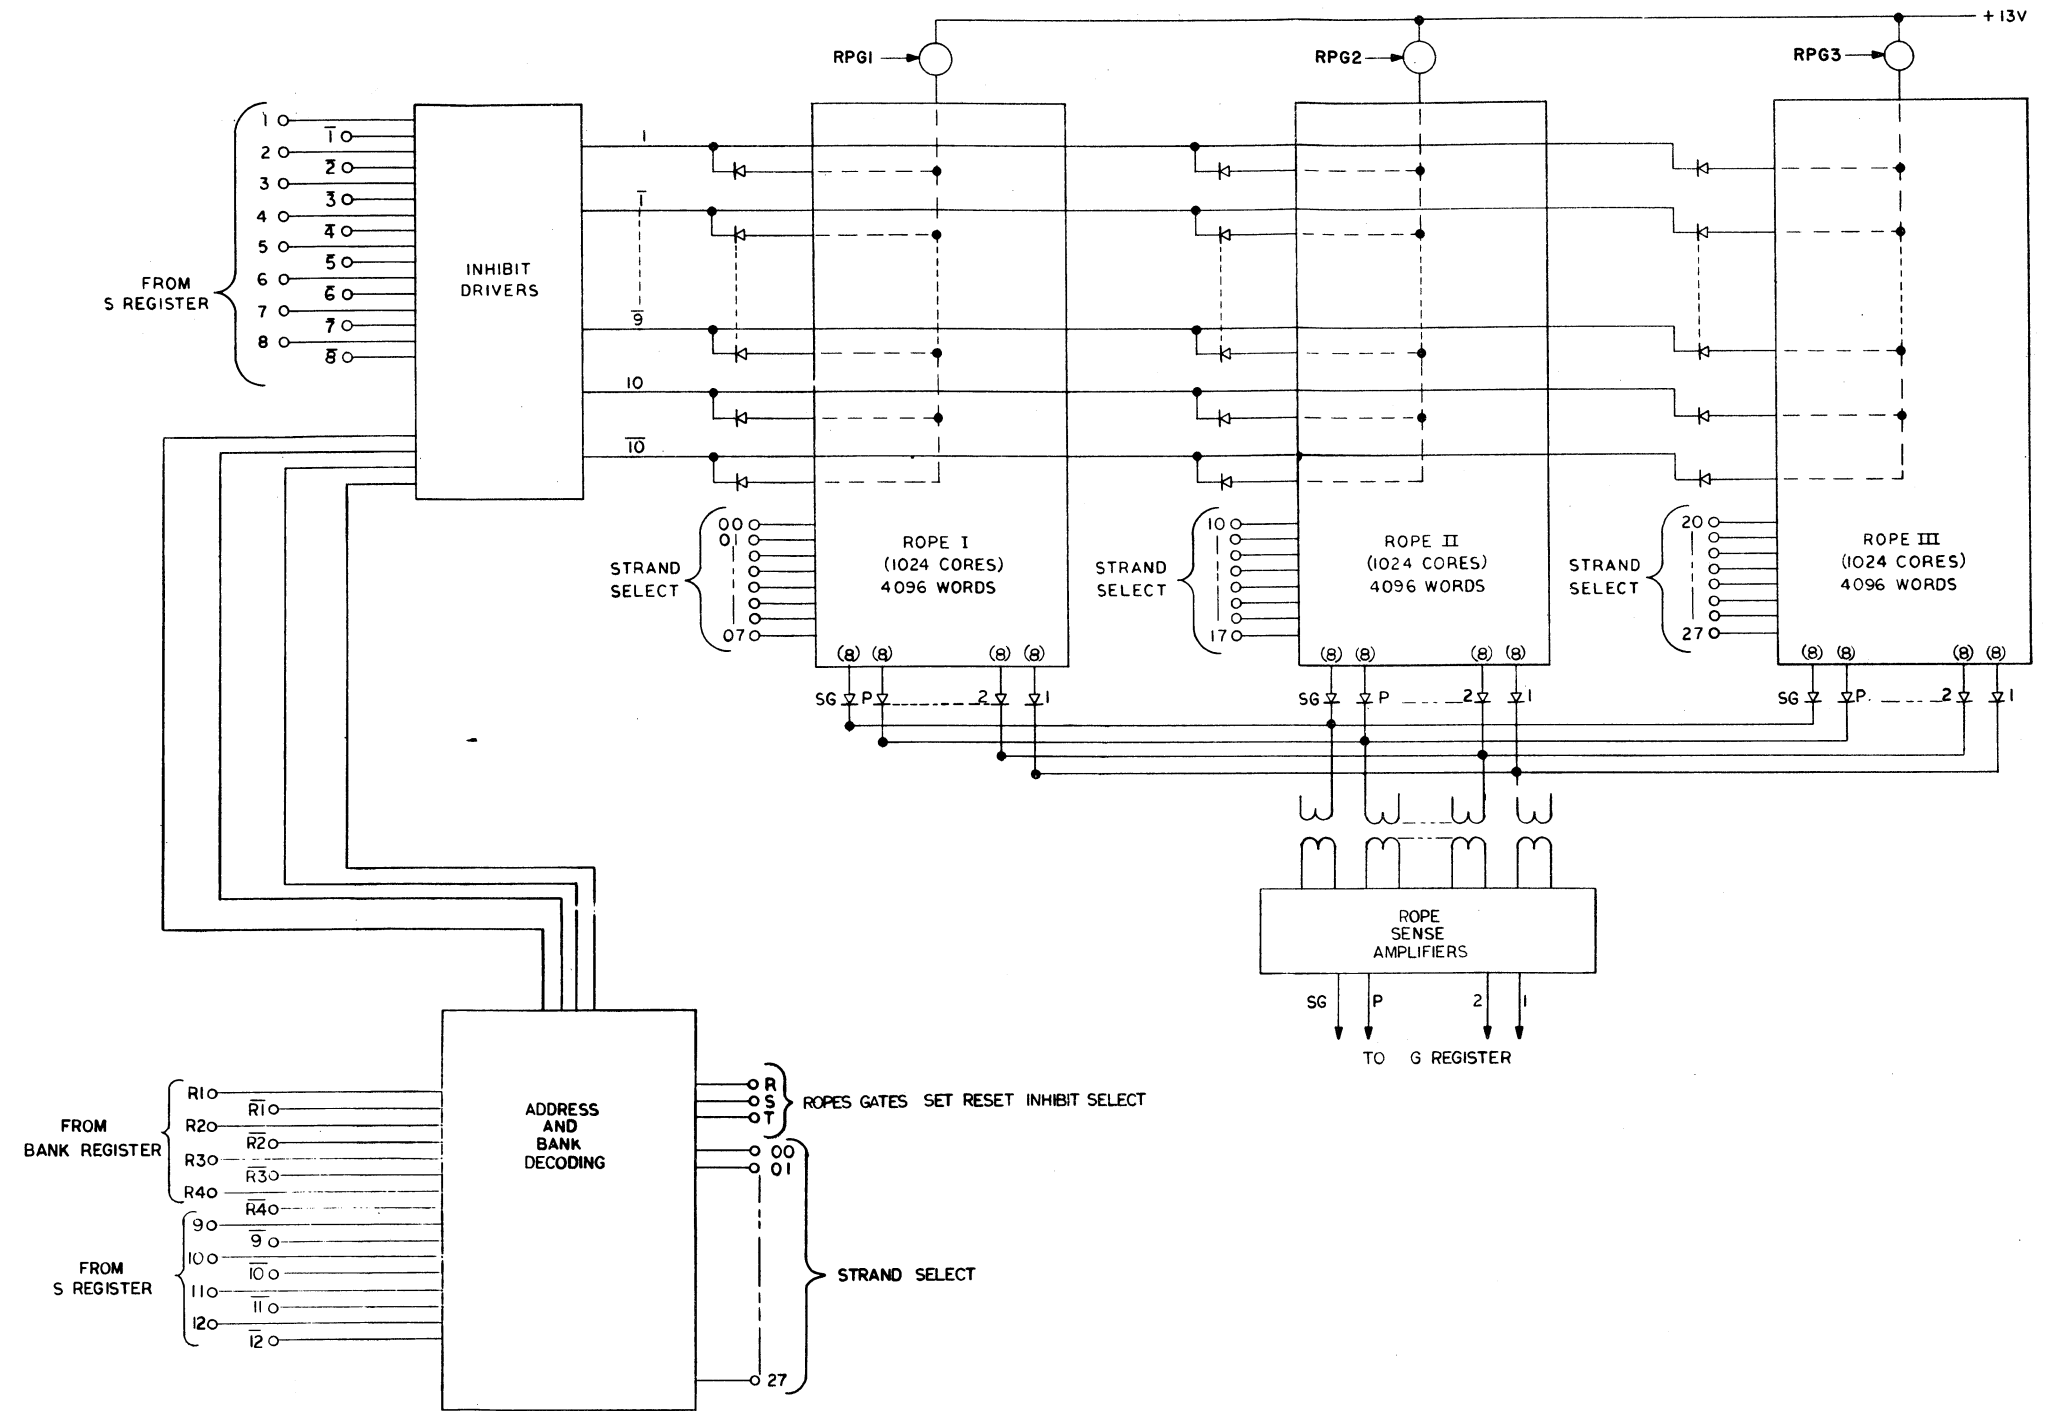 +13V
RPG1
RPG2
RPG3
1
1̅
2
2̅
3
3̅
4
4̅
5
5̅
6
6̅
7
7̅
8
8̅
FROM
S REGISTER
INHIBIT
DRIVERS
1
1̅
9̅
10
1̅0̅
STRAND
SELECT
00
0
07
ROPE I
(1024 CORES)
4096 WORDS
STRAND
SELECT
10
17
ROPE II
(1024 CORES)
4096 WORDS
STRAND
SELECT
20
27
ROPE III
(1024 CORES)
4096 WORDS
(8) (8) (8) (8)
(8) (8) (8) (8)
(8) (8) (8) (8)
SG P 2 1
SG P 2 1
SG P 2 1
ROPE
SENSE
AMPLIFIERS
SG P 2 1
TO G REGISTER
FROM
BANK REGISTER
R1
R̅1̅
R2
R̅2̅
R3
R̅3̅
R4
R̅4̅
FROM
S REGISTER
9
9̅
10
1̅0̅
11
1̅1̅
12
1̅2̅
ADDRESS
AND
BANK
DECODING
R
S
T
ROPES GATES SET RESET INHIBIT SELECT
00
01
27
STRAND SELECT